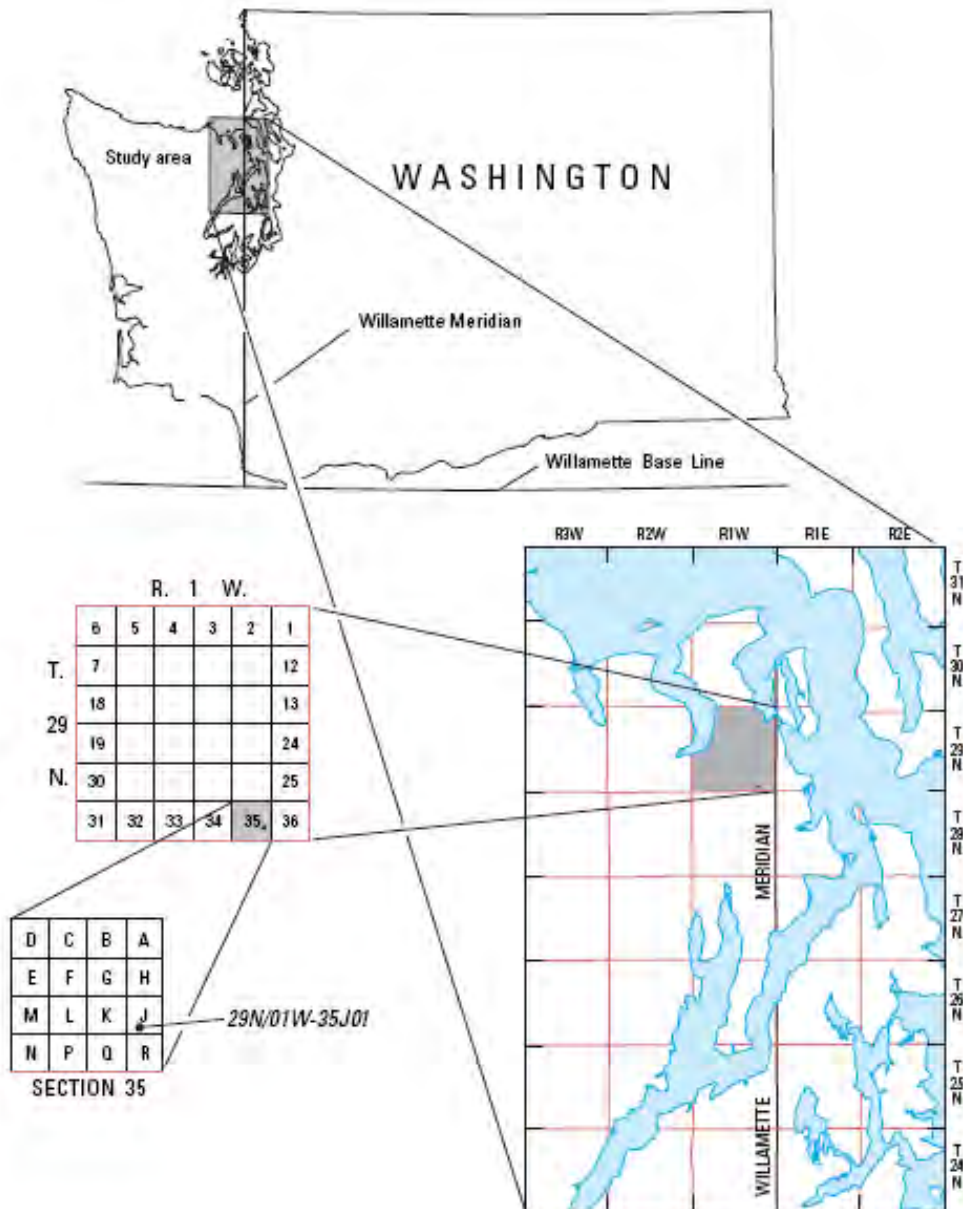 Study area
WASHINGTON
Willamette Meridian
Willamette Base Line
R3W R2W R1W R1E R2E
T 31 N
T 30 N
T 29 N
T 28 N
T 27 N
T 26 N
T 25 N
T 24 N
WILLAMETTE MERIDIAN
R. 1 W.
T. 29 N.
6 5 4 3 2 1
7 12
18 13
19 24
30 25
31 32 33 34 35 36
D C B A
E F G H
M L K J
N P Q R
29N/01W-35J01
SECTION 35